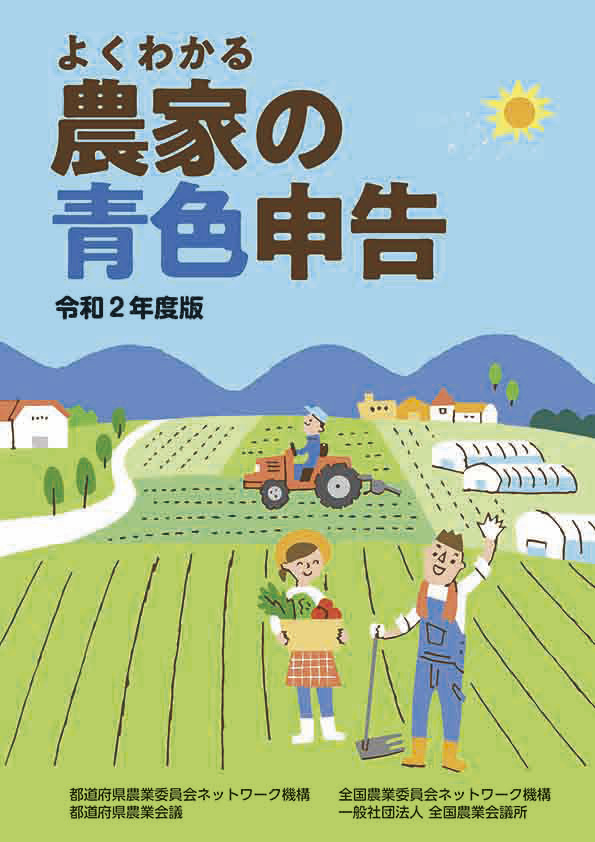 よくわかる
農家の
青色申告
令和２年度版
都道府県農業委員会ネットワーク機構
都道府県農業会議
全国農業委員会ネットワーク機構
一般社団法人 全国農業会議所